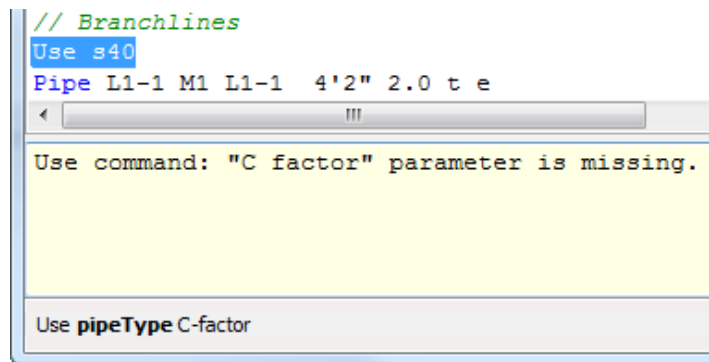 // Branchlines
Use s40
Pipe L1-1 M1 L1-1  4'2" 2.0 t e
Use command: "C factor" parameter is missing.
Use pipeType C-factor